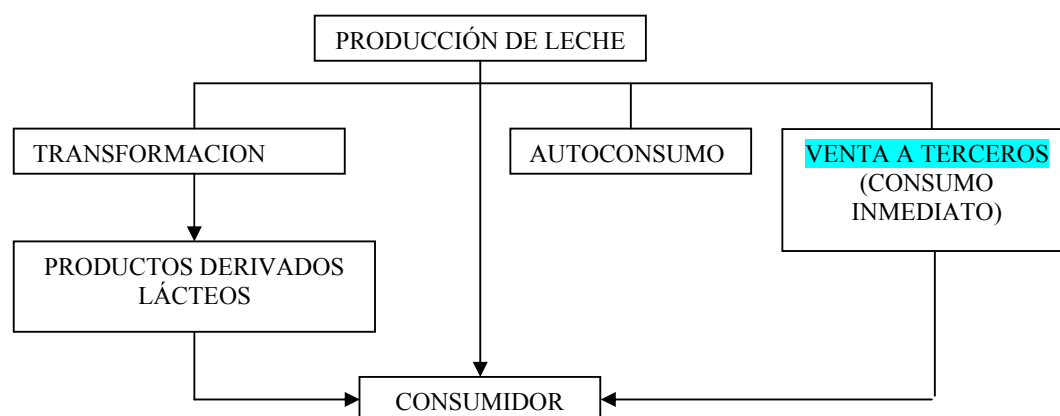 PRODUCCIÓN DE LECHE
TRANSFORMACION
AUTOCONSUMO
VENTA A TERCEROS
(CONSUMO
INMEDIATO)
PRODUCTOS DERIVADOS
LÁCTEOS
CONSUMIDOR